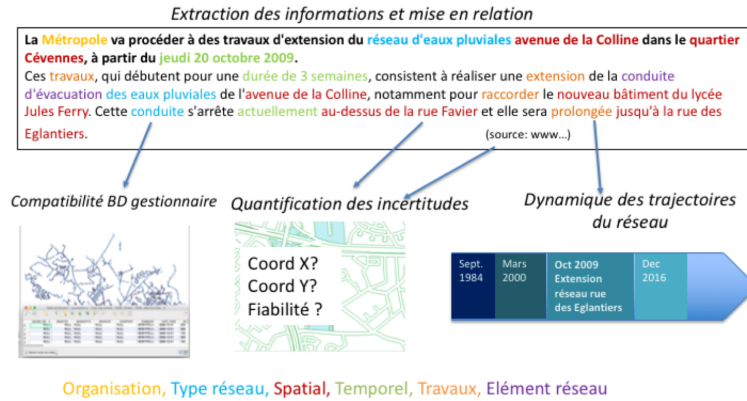 Extraction des informations et mise en relation
La Métropole va procéder à des travaux d'extension du réseau d'eaux pluviales avenue de la Colline dans le quartier
Cévennes, à partir du jeudi 20 octobre 2009.
Ces travaux, qui débutent pour une durée de 3 semaines, consistent à réaliser une extension de la conduite
d'évacuation des eaux pluviales de l'avenue de la Colline, notamment pour raccorder le nouveau bâtiment du lycée
Jules Ferry. Cette conduite s'arrête actuellement au-dessus de la rue Favier et elle sera prolongée jusqu'à la rue des
Eglantiers.
(source: www...)
Compatibilité BD gestionnaire
Quantification des incertitudes
Dynamique des trajectoires
du réseau
Coord X?
Coord Y?
Fiabilité ?
Sept.
1984
Mars
2000
Oct 2009
Extension
réseau rue
des Eglantiers
Dec
2016
Organisation, Type réseau, Spatial, Temporel, Travaux, Elément réseau